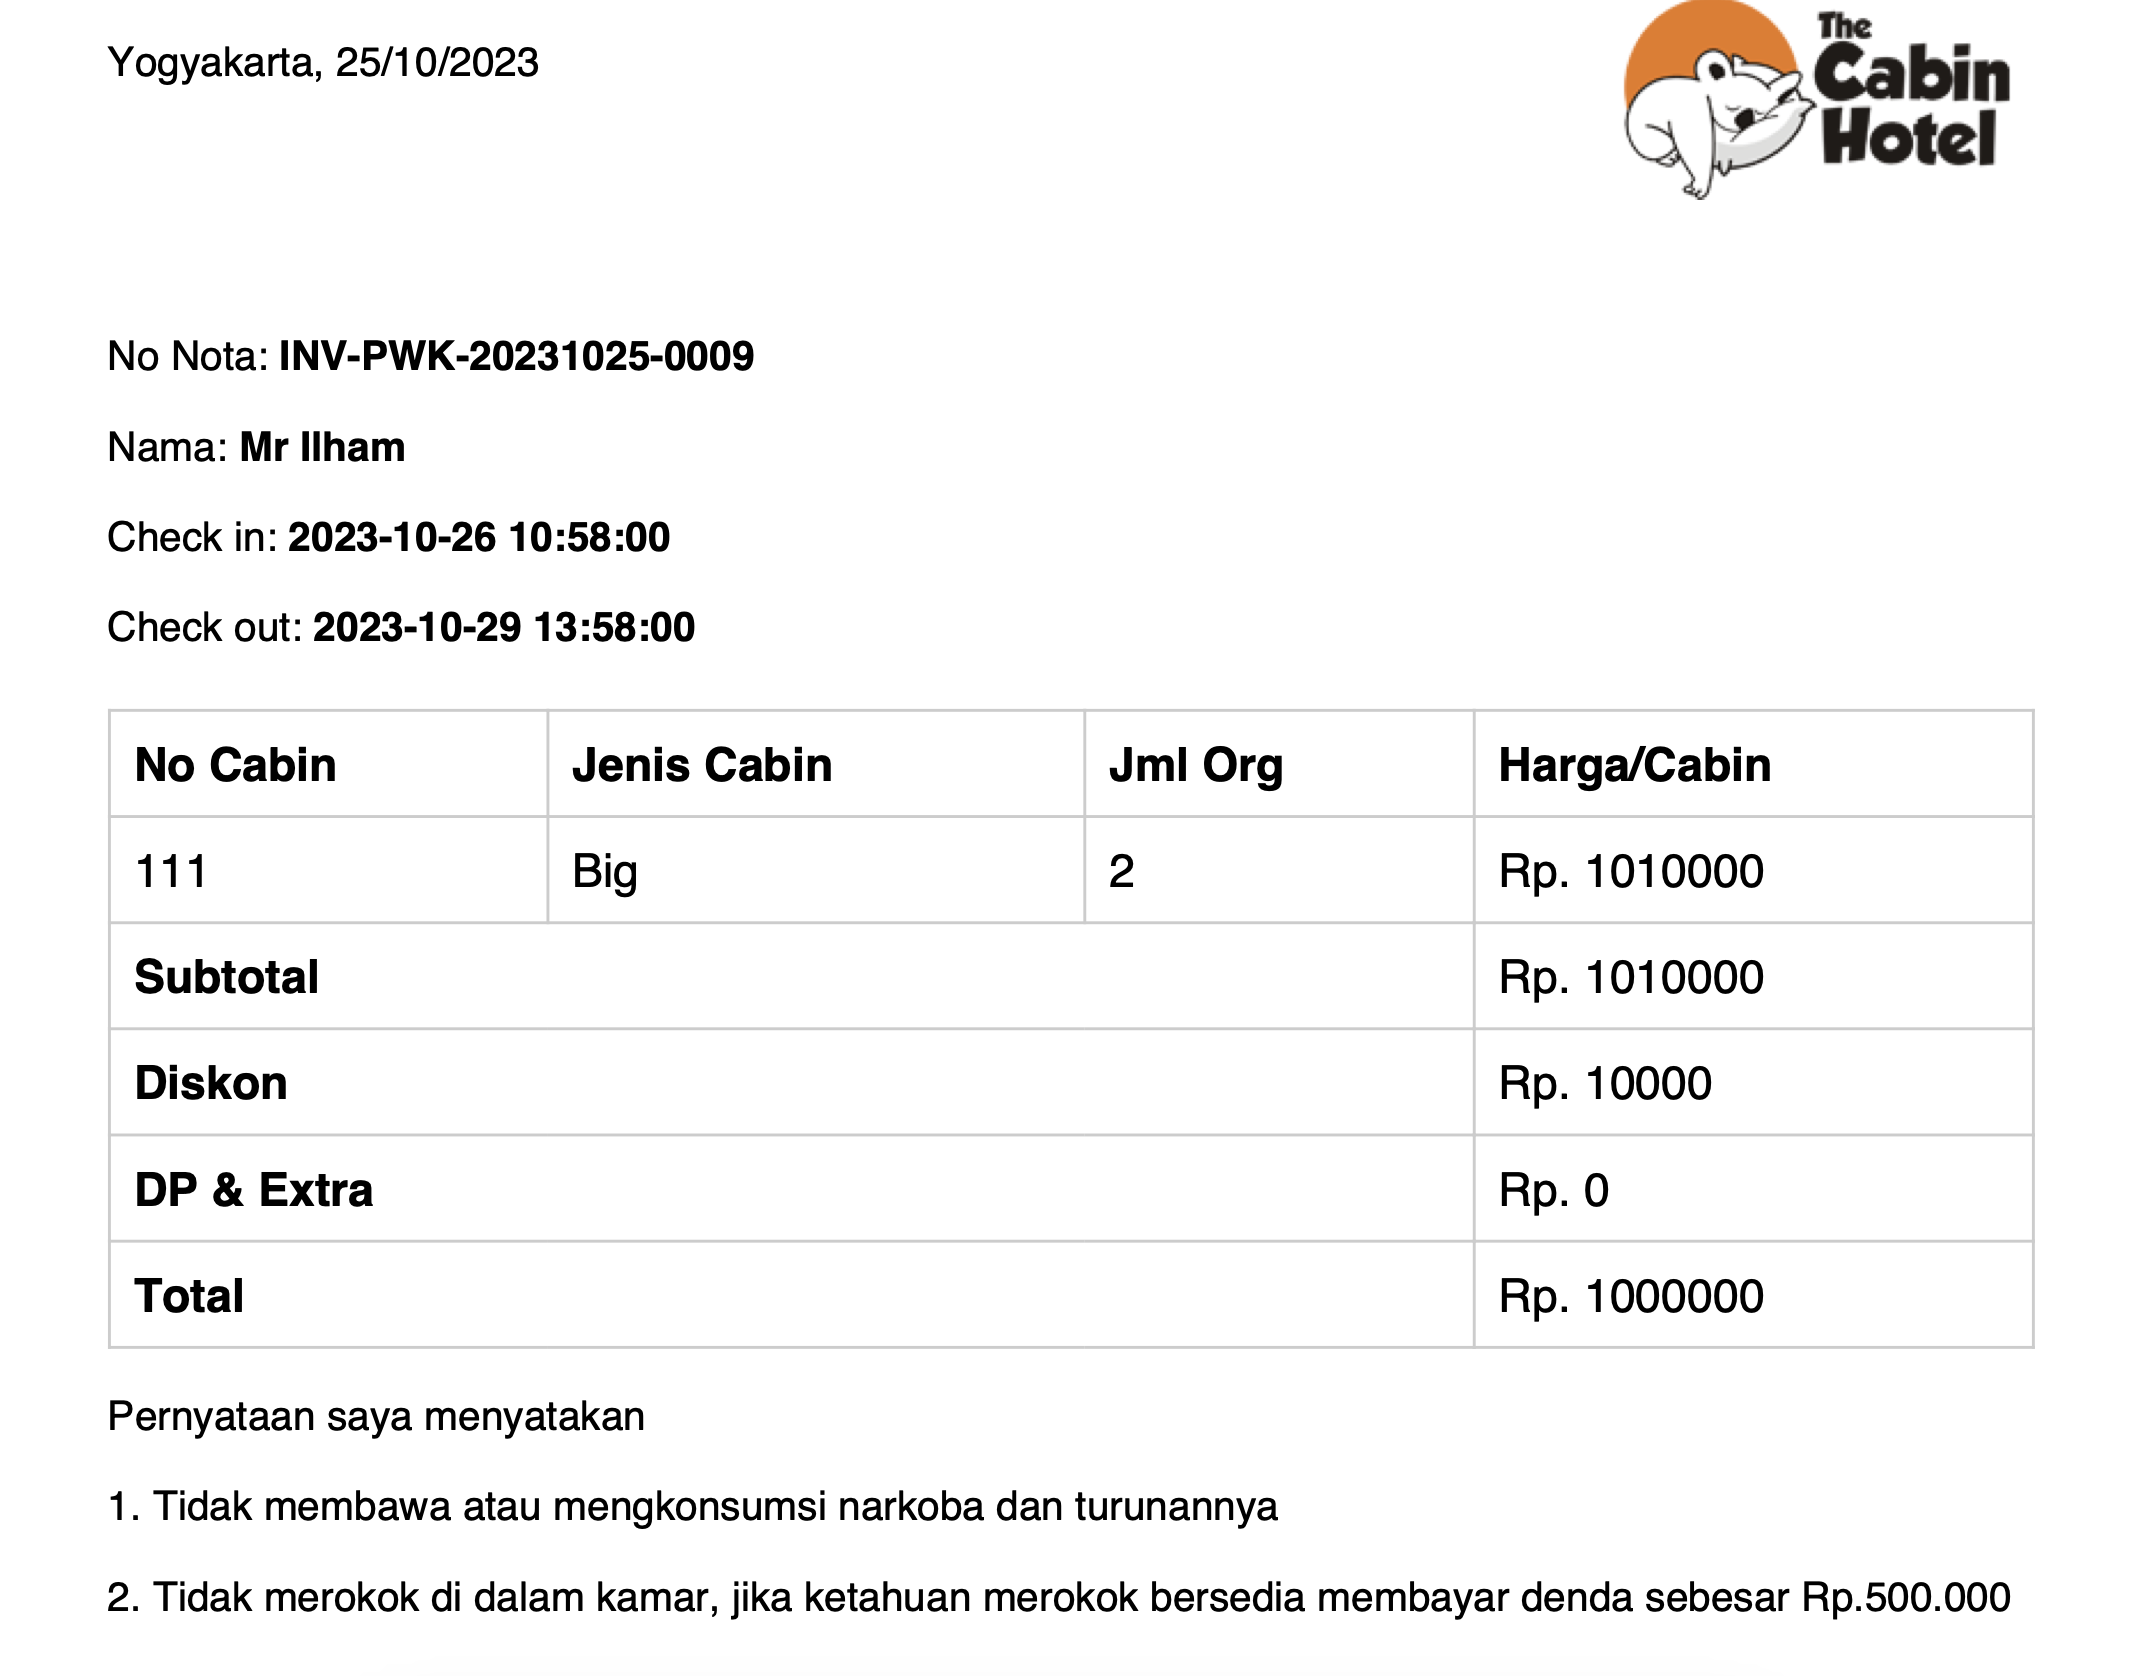 Yogyakarta, 25/10/2023
The
Cabin
Hotel
No Nota: INV-PWK-20231025-0009
Nama: Mr Ilham
Check in: 2023-10-26 10:58:00
Check out: 2023-10-29 13:58:00
No Cabin Jenis Cabin Jml Org Harga/Cabin
111 Big 2 Rp. 1010000
Subtotal Rp. 1010000
Diskon Rp. 10000
DP & Extra Rp. 0
Total Rp. 1000000
Pernyataan saya menyatakan
1. Tidak membawa atau mengkonsumsi narkoba dan turunannya
2. Tidak merokok di dalam kamar, jika ketahuan merokok bersedia membayar denda sebesar Rp.500.000